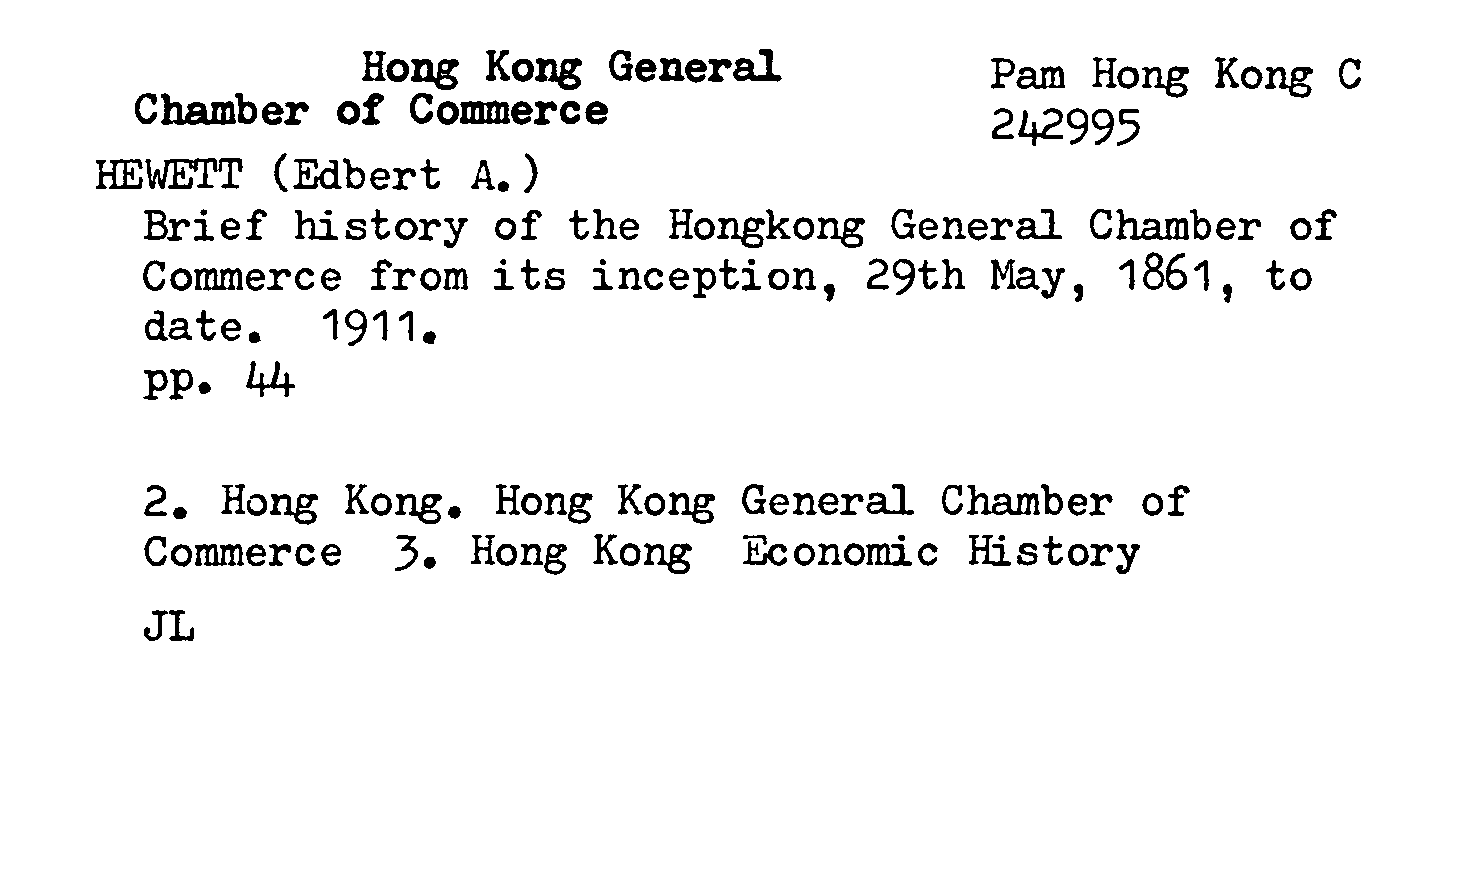 Hong Kong General
Chamber of Commerce
Pam Hong Kong C
242995
HEWETT (Edbert A.)
Brief history of the Hongkong General Chamber of
Commerce from its inception, 29th May, 1861, to
date.  1911.
pp. 44
2. Hong Kong. Hong Kong General Chamber of
Commerce  3. Hong Kong  Economic History
JL